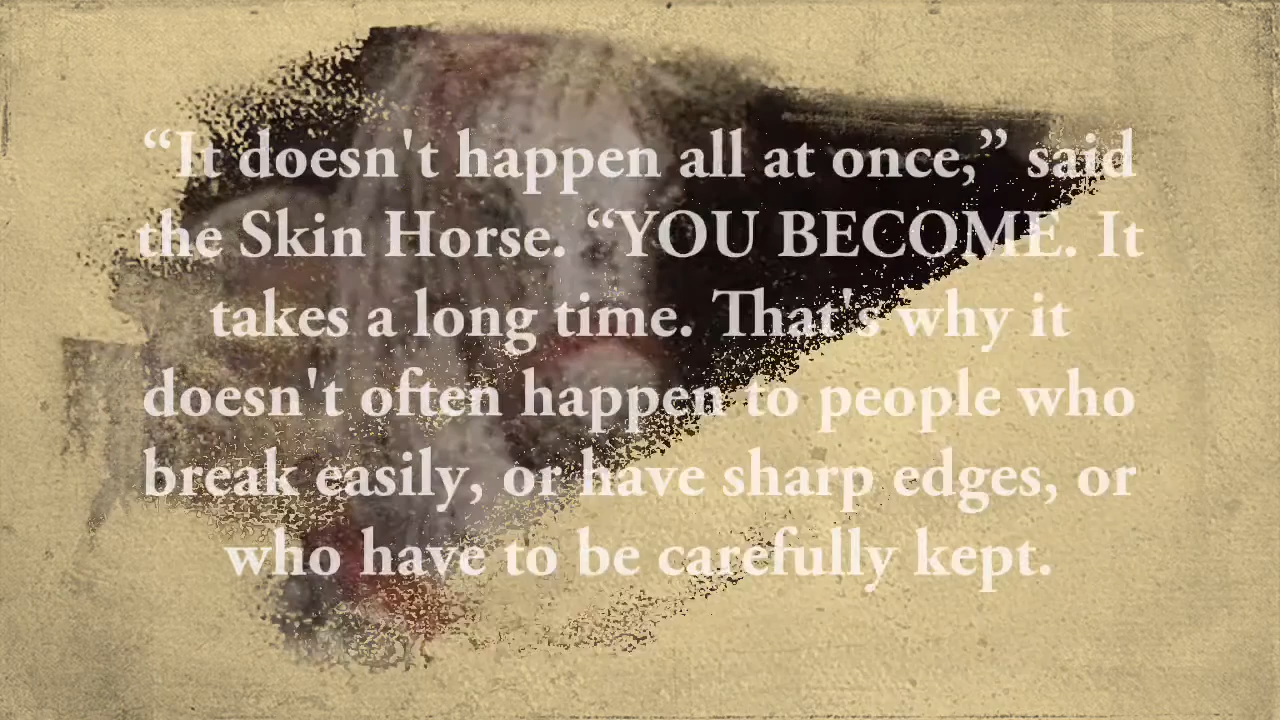 “It doesn't happen all at once,” said
the Skin Horse. “YOU BECOME. It
takes a long time. That's why it
doesn't often happen to people who
break easily, or have sharp edges, or
who have to be carefully kept.